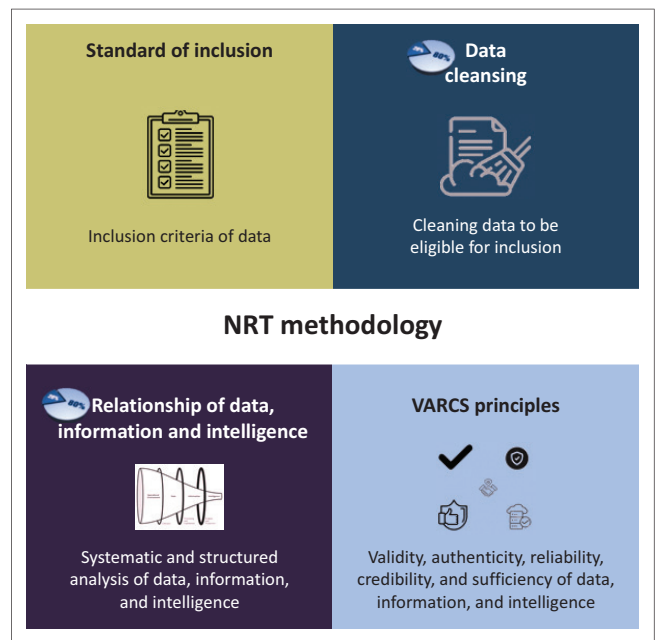 Standard of inclusion
Inclusion criteria of data
80%
Data
cleansing
Cleaning data to be
eligible for inclusion
NRT methodology
80%
Relationship of data,
information and intelligence
Systematic and structured
analysis of data, information,
and intelligence
VARCS principles
Validity, authenticity, reliability,
credibility, and sufficiency of data,
information, and intelligence